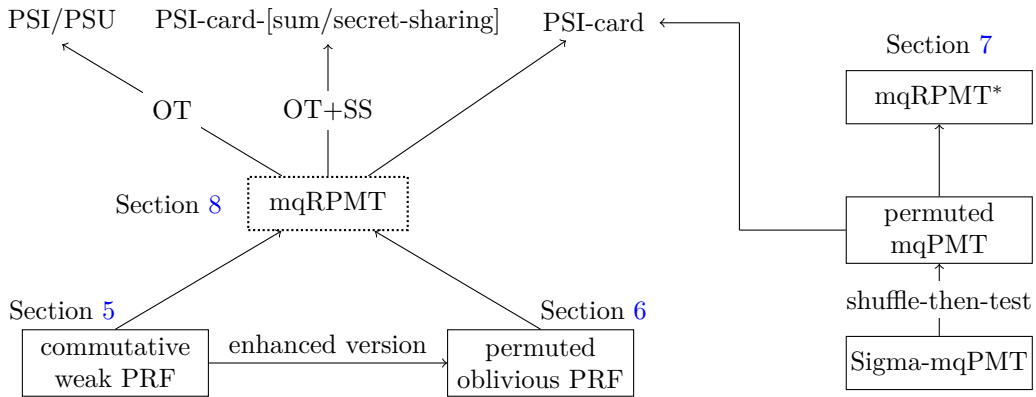 PSI/PSU PSI-card-[sum/secret-sharing] PSI-card
Section 7
mqRPMT*
OT OT+SS
Section 8 mqRPMT
permuted
mqPMT
shuffle-then-test
Sigma-mqPMT
Section 5 Section 6
commutative
weak PRF
enhanced version
permuted
oblivious PRF